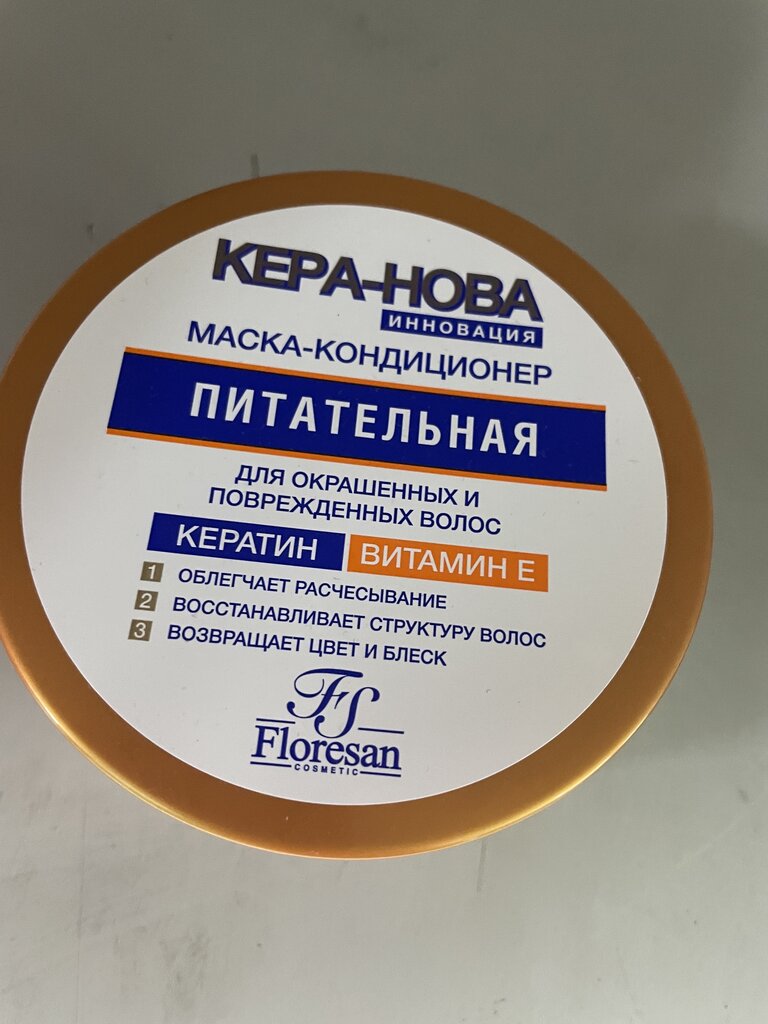 КЕРА-НОВА
ИННОВАЦИЯ
МАСКА-КОНДИЦИОНЕР
ПИТАТЕЛЬНАЯ
ДЛЯ ОКРАШЕННЫХ И
ПОВРЕЖДЕННЫХ ВОЛОС
КЕРАТИН ВИТАМИН Е
1 ОБЛЕГЧАЕТ РАСЧЕСЫВАНИЕ
2 ВОССТАНАВЛИВАЕТ СТРУКТУРУ ВОЛОС
3 ВОЗВРАЩАЕТ ЦВЕТ И БЛЕСК
FS
Floresan
COSMETIC